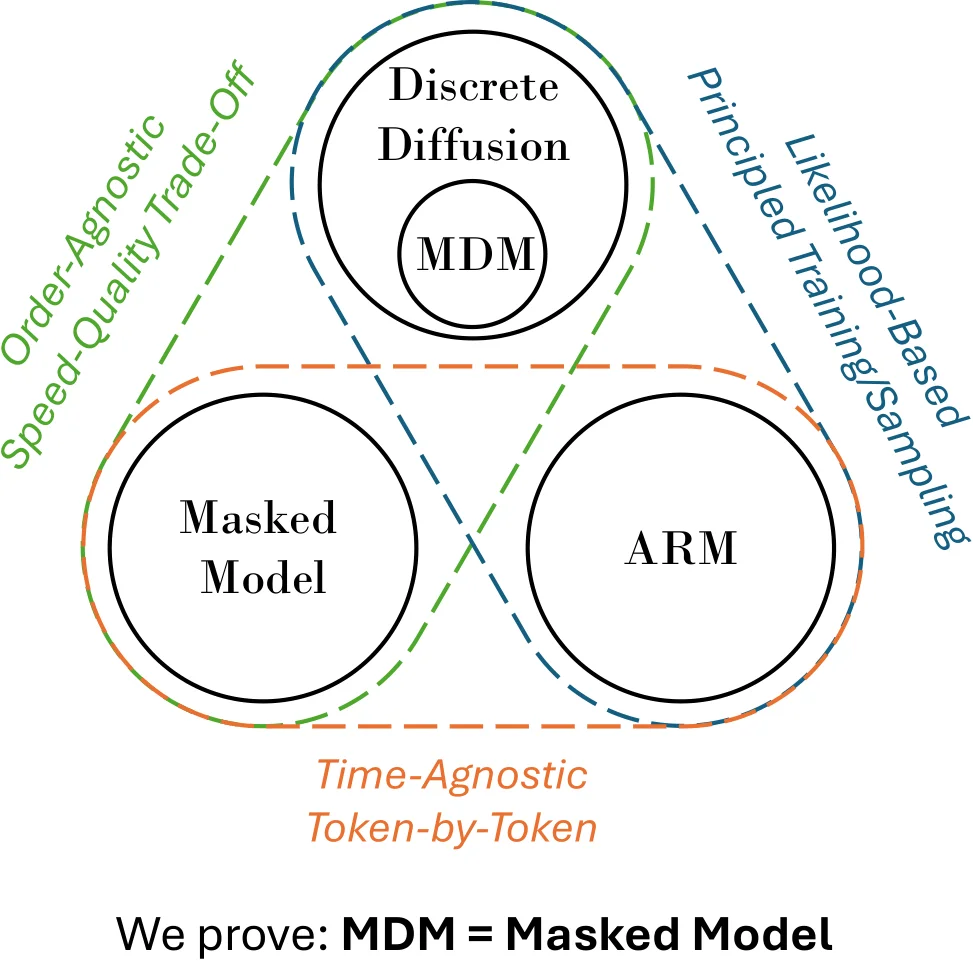 Discrete
Diffusion
MDM
Order-Agnostic
Speed-Quality Trade-Off
Likelihood-Based
Principled Training/Sampling
Masked
Model
ARM
Time-Agnostic
Token-by-Token
We prove: MDM = Masked Model